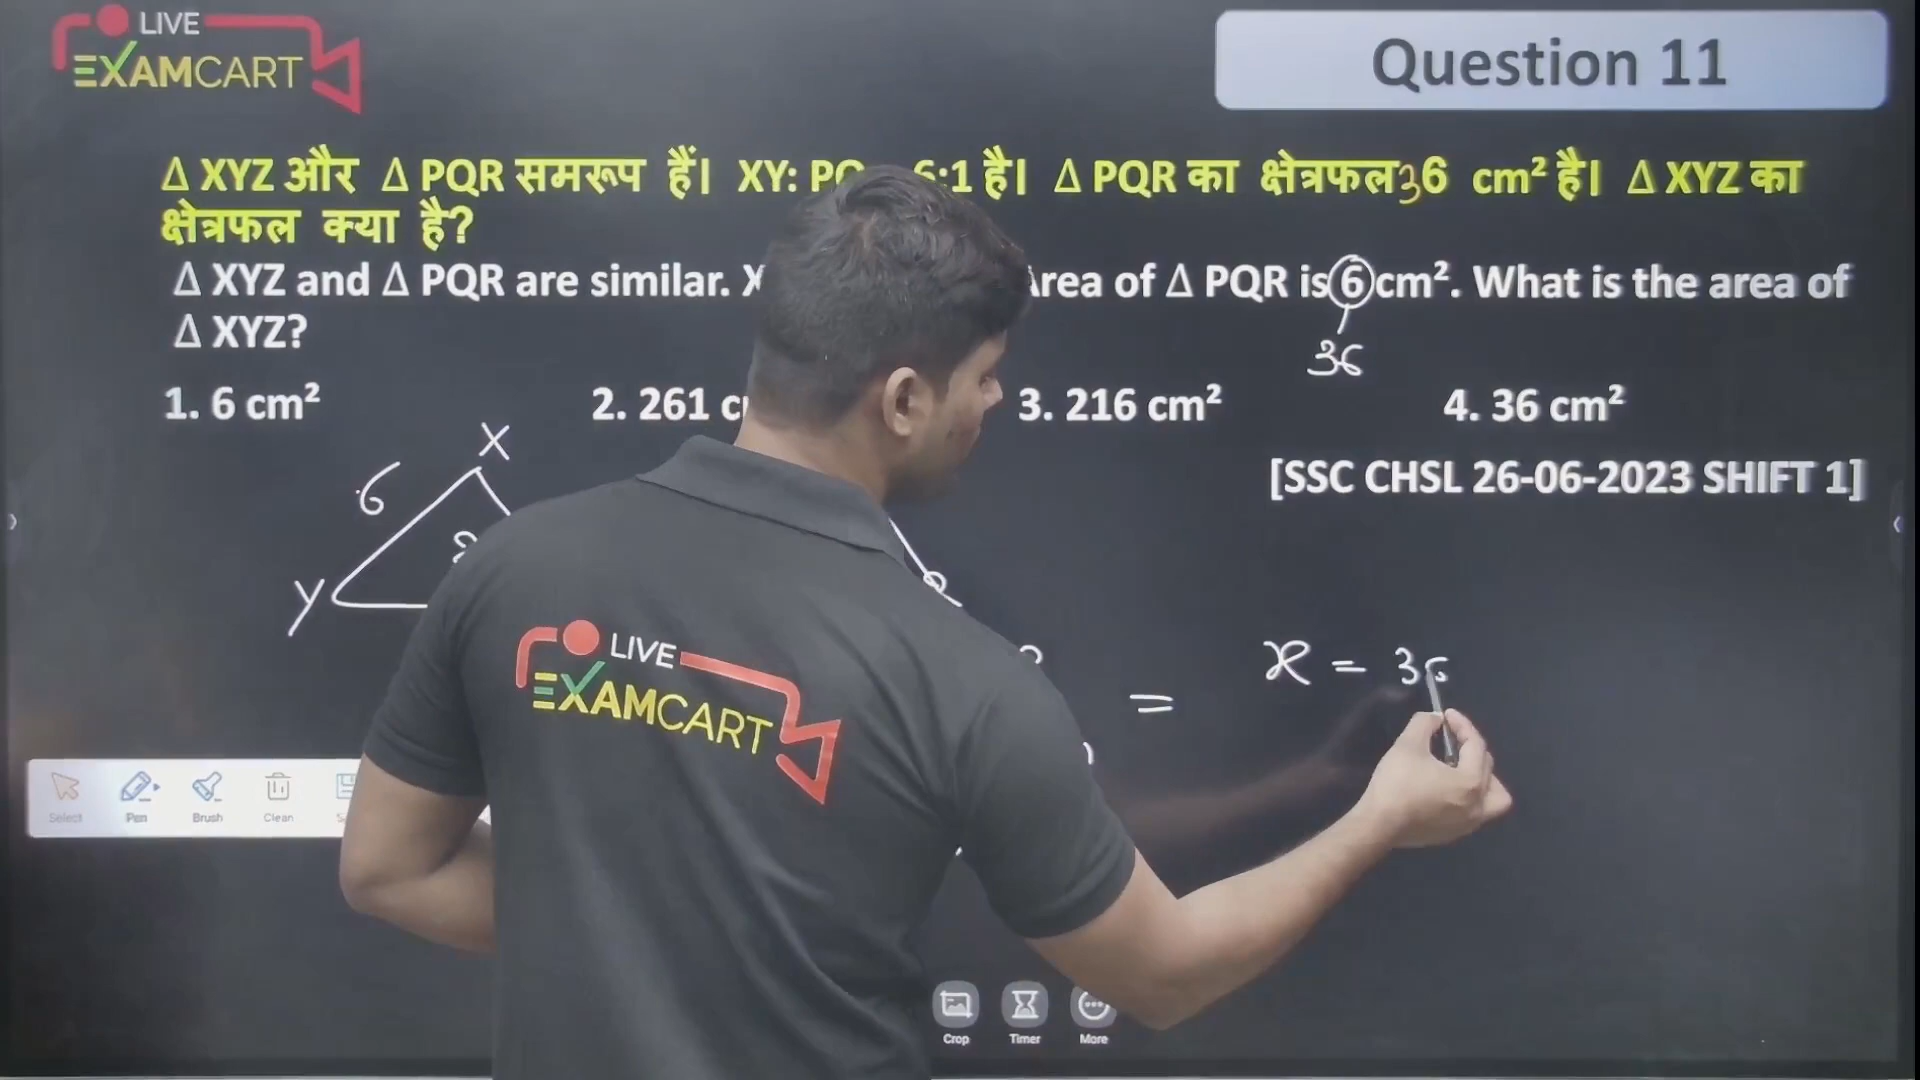 LIVE
EXAMCART
Question 11
Δ XYZ और Δ PQR समरूप हैं। XY: PQ 6:1 है। Δ PQR का क्षेत्रफल 36 cm² है। Δ XYZ का
क्षेत्रफल क्या है?
Δ XYZ and Δ PQR are similar. Area of Δ PQR is 6 cm². What is the area of
Δ XYZ?
36
1. 6 cm² 2. 261 3. 216 cm² 4. 36 cm²
[SSC CHSL 26-06-2023 SHIFT 1]
X
6
Y
x = 36
=
LIVE
EXAMCART
Select Pen Brush Clean
Crop Timer More